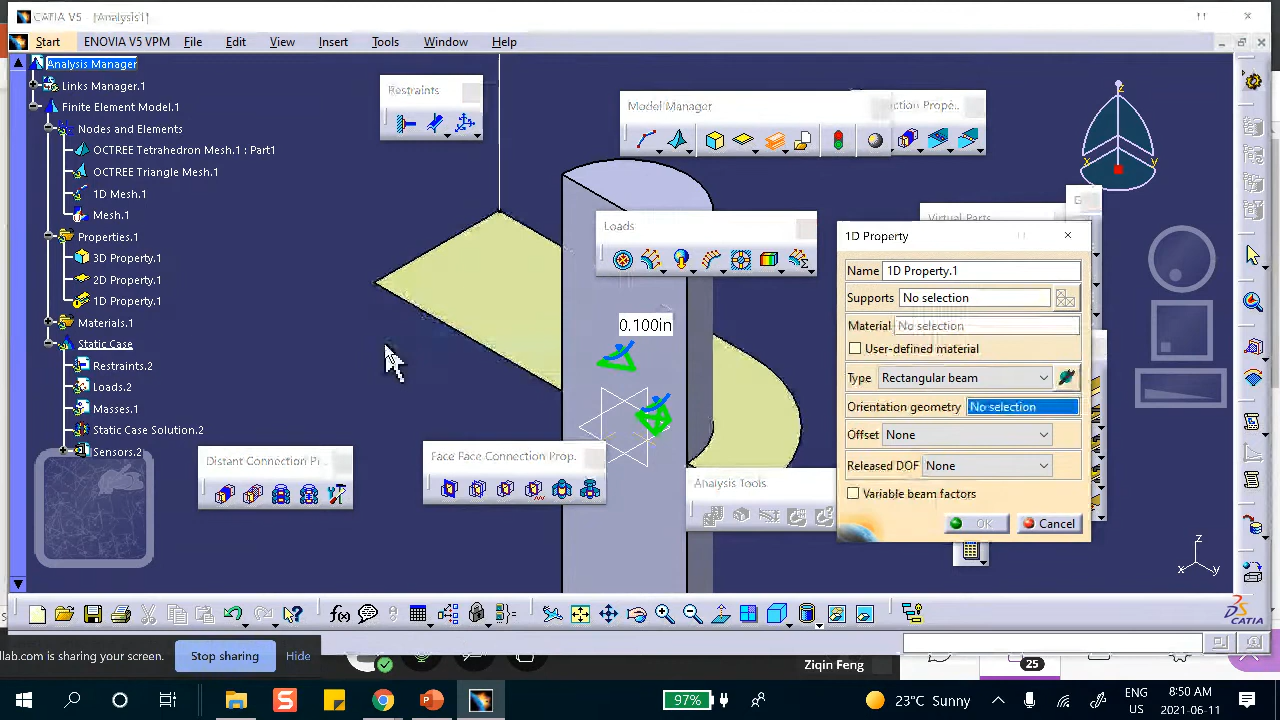 CATIA V5 [Analysis1]
Start ENOVIA V5 VPM File Edit View Insert Tools Window Help
Analysis Manager
Links Manager.1
Finite Element Model.1
Nodes and Elements
OCTREE Tetrahedron Mesh.1 : Part1
OCTREE Triangle Mesh.1
1D Mesh.1
Mesh.1
Properties.1
3D Property.1
2D Property.1
1D Property.1
Materials.1
Static Case
Restraints.2
Loads.2
Masses.1
Static Case Solution.2
Sensors.2
Restraints
Model Manager
ction Prope..
Loads
Virtual Parts
G
0.100in
Distant Connection Pr...
Face Face Connection Prop.
Analysis Tools
z
x
y
1D Property
Name 1D Property.1
Supports No selection
Material No selection
User-defined material
Type Rectangular beam
Orientation geometry No selection
Offset None
Released DOF None
Variable beam factors
OK Cancel
z
x y
f(x)
CATIA
llab.com is sharing your screen. Stop sharing Hide
Ziqin Feng
25
97%
23°C Sunny
ENG
US
8:50 AM
2021-06-11